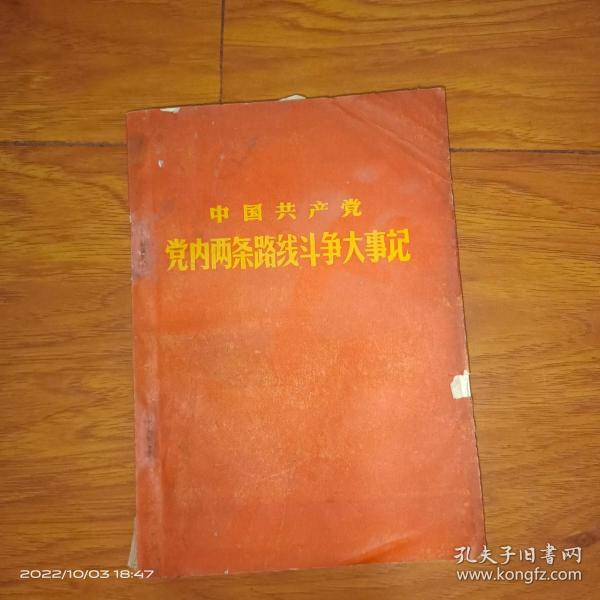 中国共产党
党内两条路线斗争大事记
2022/10/03 18:47
孔夫子旧书网
www.kongfz.com